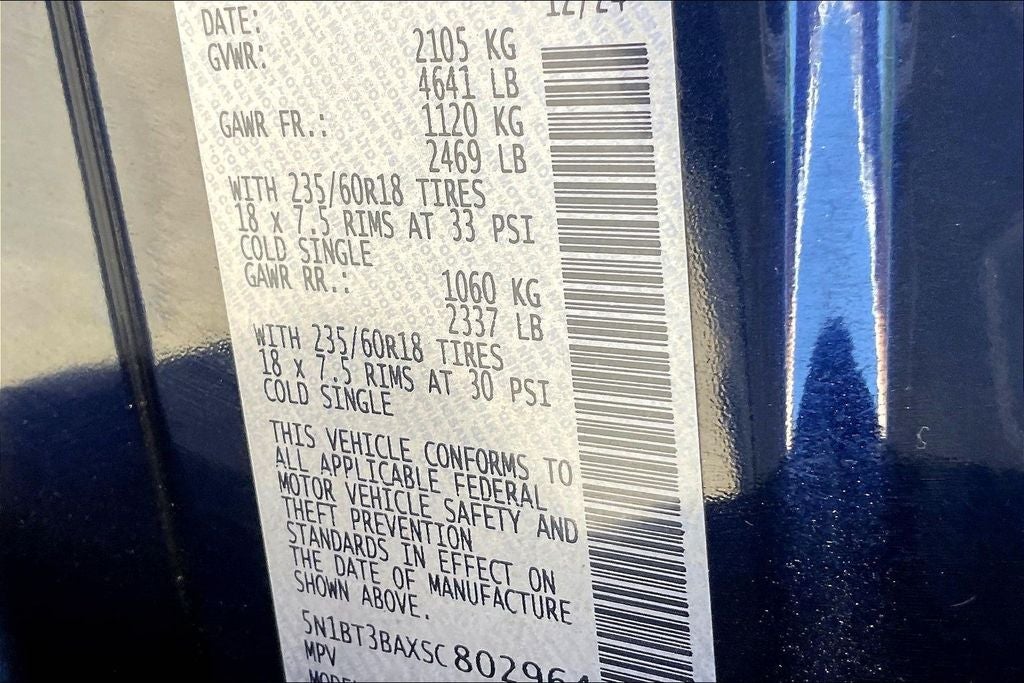 DATE: 12/24
GVWR: 2105 KG
4641 LB
GAWR FR.: 1120 KG
2469 LB
WITH 235/60R18 TIRES
18 X 7.5 RIMS AT 33 PSI
COLD SINGLE
GAWR RR.: 1060 KG
2337 LB
WITH 235/60R18 TIRES
18 X 7.5 RIMS AT 30 PSI
COLD SINGLE
THIS VEHICLE CONFORMS TO
ALL APPLICABLE FEDERAL
MOTOR VEHICLE SAFETY AND
THEFT PREVENTION
STANDARDS IN EFFECT ON
THE DATE OF MANUFACTURE
SHOWN ABOVE.
5N1BT3BAXSC802964
MPV